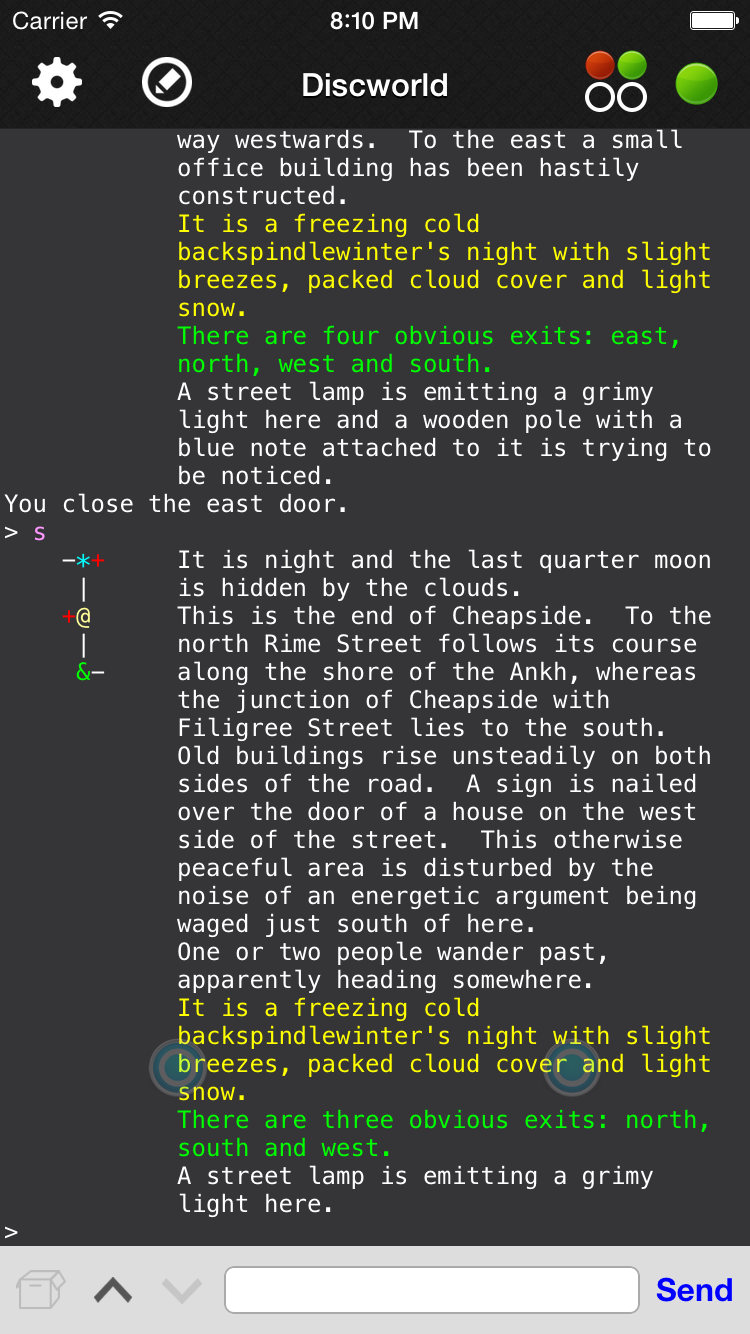 Carrier 8:10 PM
Discworld
way westwards.  To the east a small
office building has been hastily
constructed.
It is a freezing cold
backspindlewinter's night with slight
breezes, packed cloud cover and light
snow.
There are four obvious exits: east,
north, west and south.
A street lamp is emitting a grimy
light here and a wooden pole with a
blue note attached to it is trying to
be noticed.
You close the east door.
> s
−*+ It is night and the last quarter moon
| is hidden by the clouds.
+@ This is the end of Cheapside.  To the
| north Rime Street follows its course
&− along the shore of the Ankh, whereas
the junction of Cheapside with
Filigree Street lies to the south.
Old buildings rise unsteadily on both
sides of the road.  A sign is nailed
over the door of a house on the west
side of the street.  This otherwise
peaceful area is disturbed by the
noise of an energetic argument being
waged just south of here.
One or two people wander past,
apparently heading somewhere.
It is a freezing cold
backspindlewinter's night with slight
breezes, packed cloud cover and light
snow.
There are three obvious exits: north,
south and west.
A street lamp is emitting a grimy
light here.
>
Send